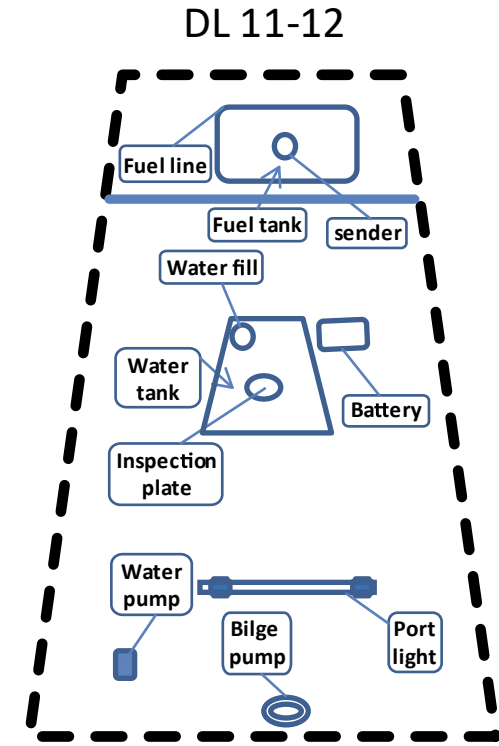 DL 11-12
Fuel line
Fuel tank
sender
Water fill
Water
tank
Battery
Inspection
plate
Water
pump
Bilge
pump
Port
light